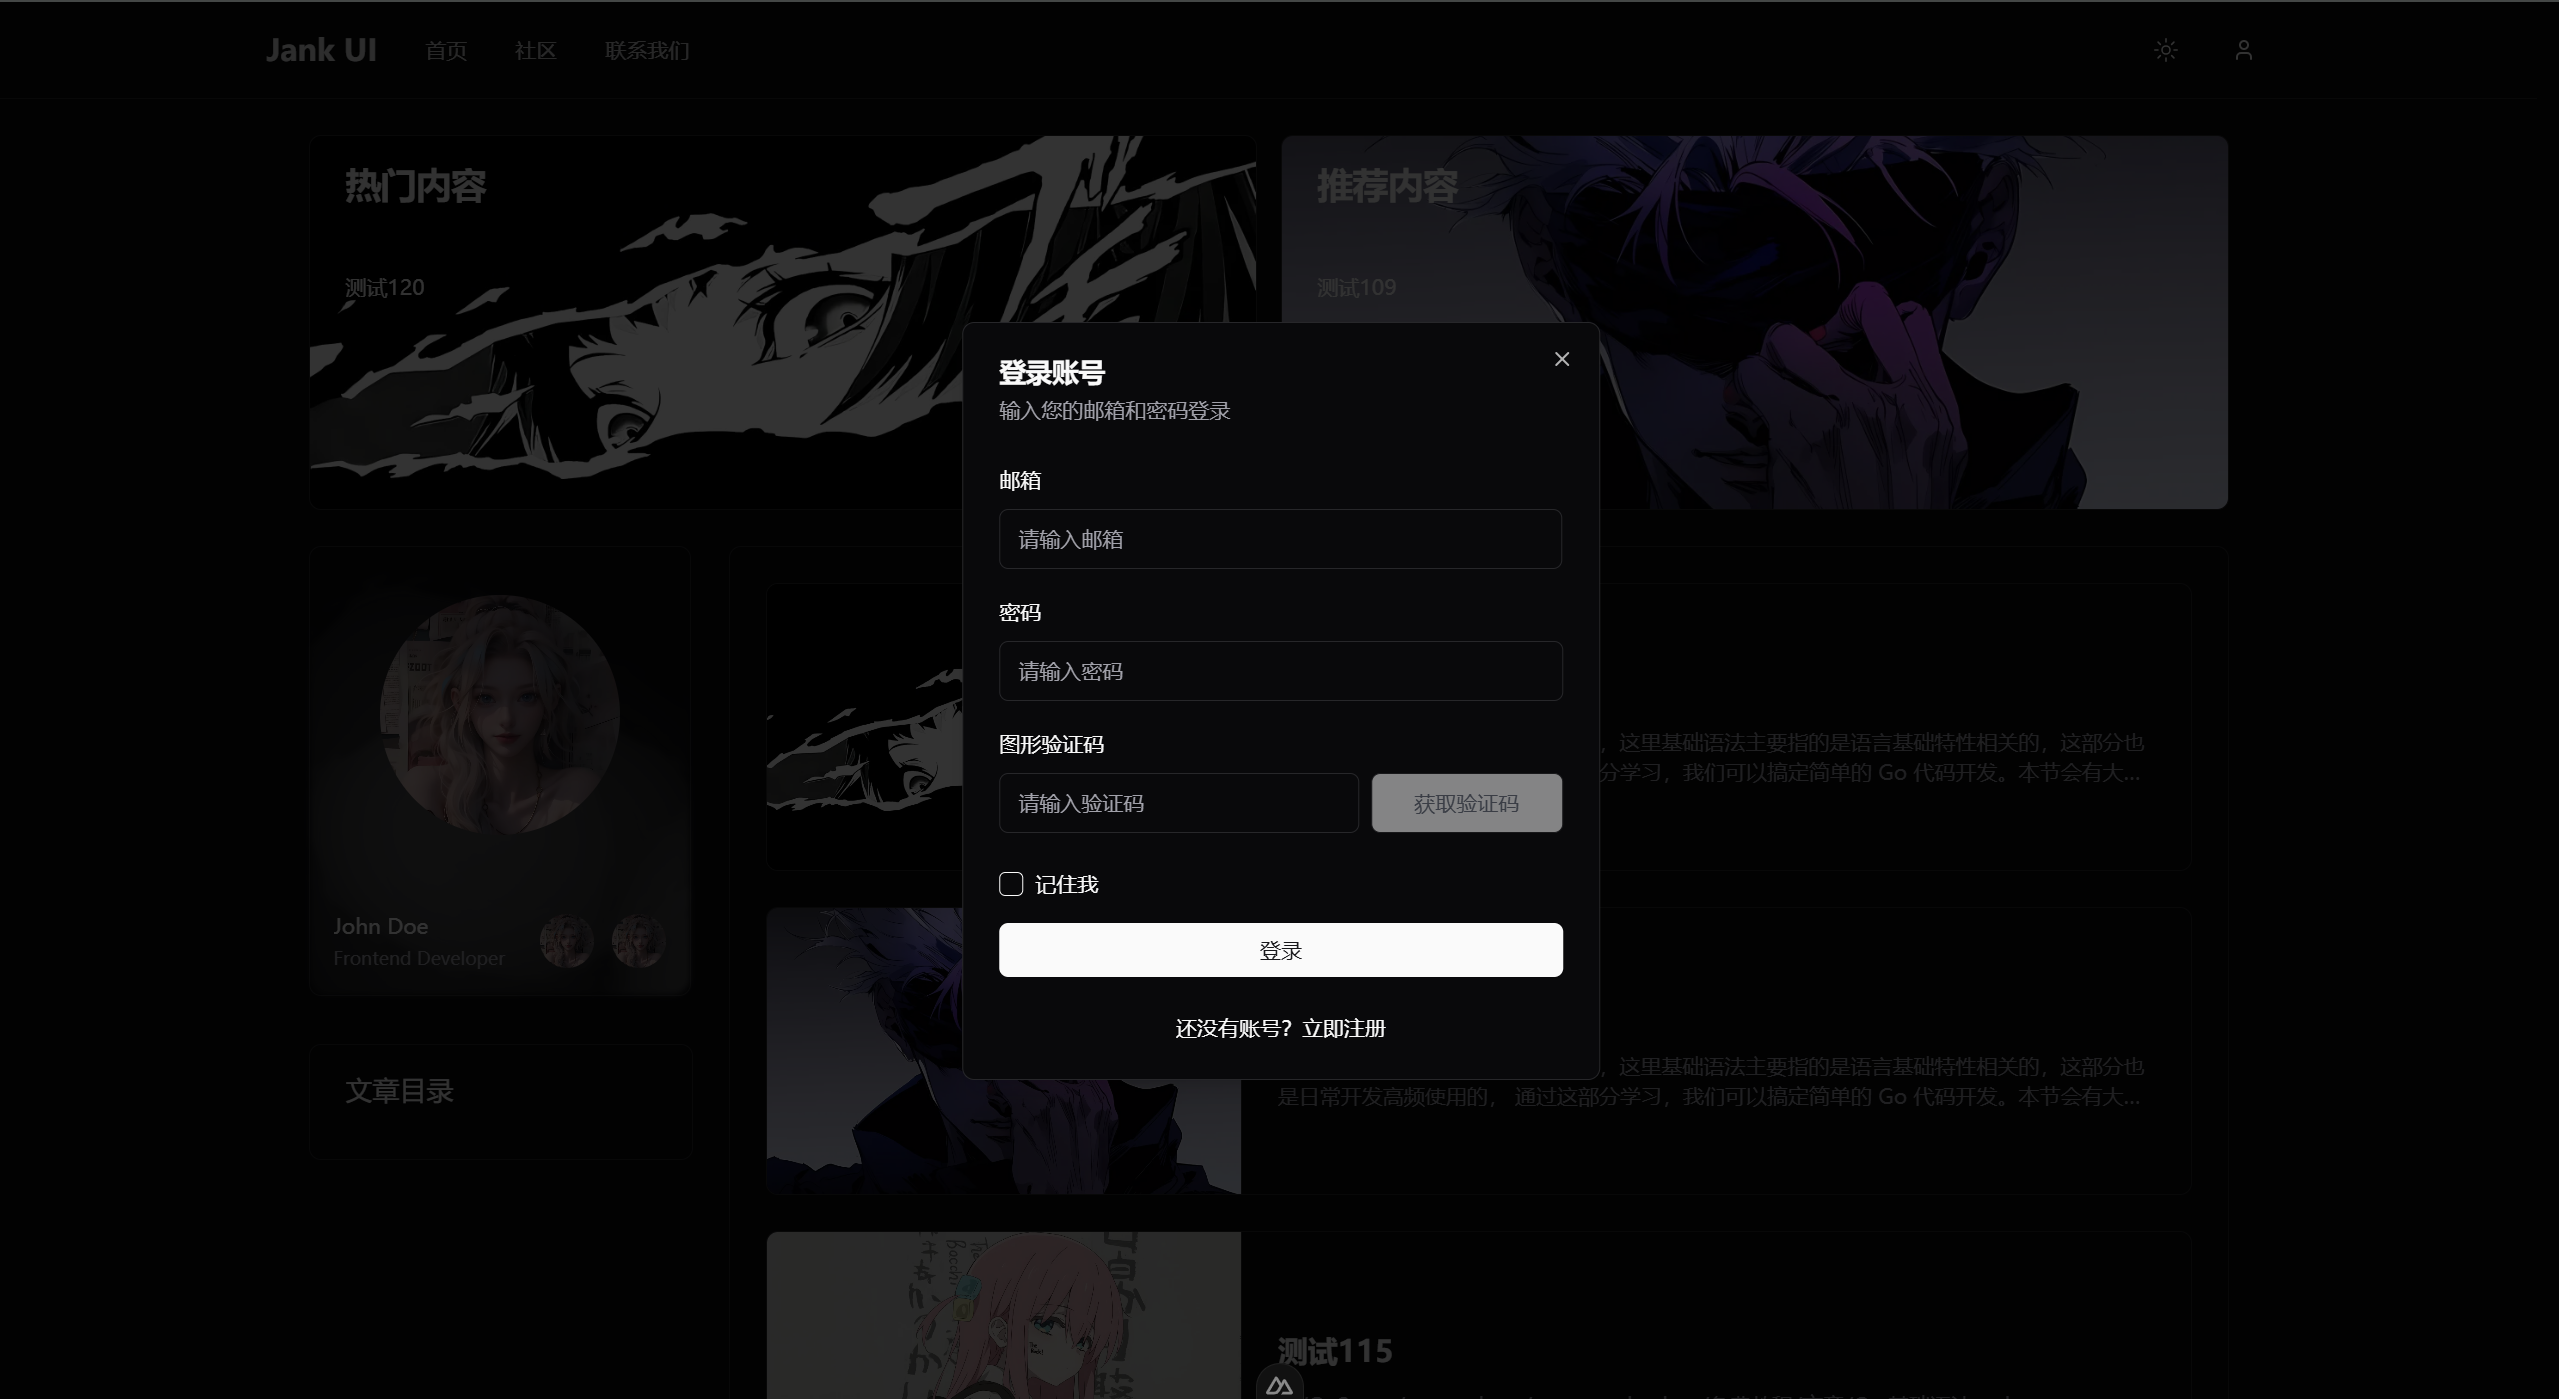 Jank UI
首页
社区
联系我们
热门内容
测试120
推荐内容
测试109
登录账号
输入您的邮箱和密码登录
邮箱
请输入邮箱
密码
请输入密码
图形验证码
请输入验证码
获取验证码
记住我
登录
还没有账号？立即注册
John Doe
Frontend Developer
文章目录
，这里基础语法主要指的是语言基础特性相关的，这部分也
分学习，我们可以搞定简单的 Go 代码开发。本节会有大...
，这里基础语法主要指的是语言基础特性相关的，这部分也
是日常开发高频使用的， 通过这部分学习，我们可以搞定简单的 Go 代码开发。本节会有大...
测试115